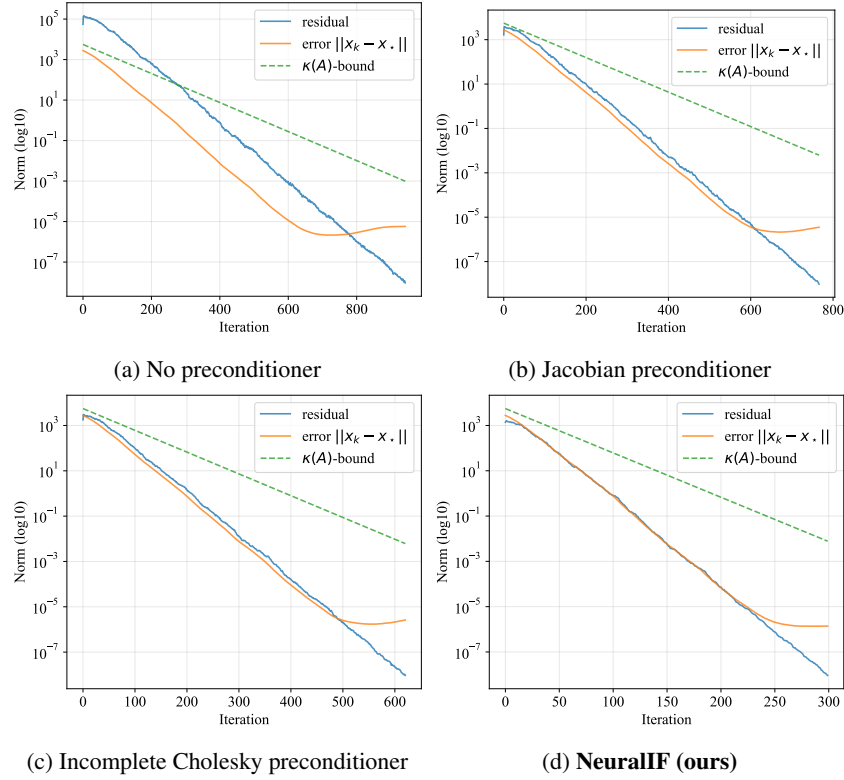 10^5
10^3
10^1
10^-1
10^-3
10^-5
10^-7
Norm (log10)
residual
error ||x_k − x_⋆||
κ(A)-bound
0 200 400 600 800
Iteration
(a) No preconditioner
10^3
10^1
10^-1
10^-3
10^-5
10^-7
Norm (log10)
residual
error ||x_k − x_⋆||
κ(A)-bound
0 200 400 600 800
Iteration
(b) Jacobian preconditioner
10^3
10^1
10^-1
10^-3
10^-5
10^-7
Norm (log10)
residual
error ||x_k − x_⋆||
κ(A)-bound
0 100 200 300 400 500 600
Iteration
(c) Incomplete Cholesky preconditioner
10^3
10^1
10^-1
10^-3
10^-5
10^-7
Norm (log10)
residual
error ||x_k − x_⋆||
κ(A)-bound
0 50 100 150 200 250 300
Iteration
(d) NeuralIF (ours)